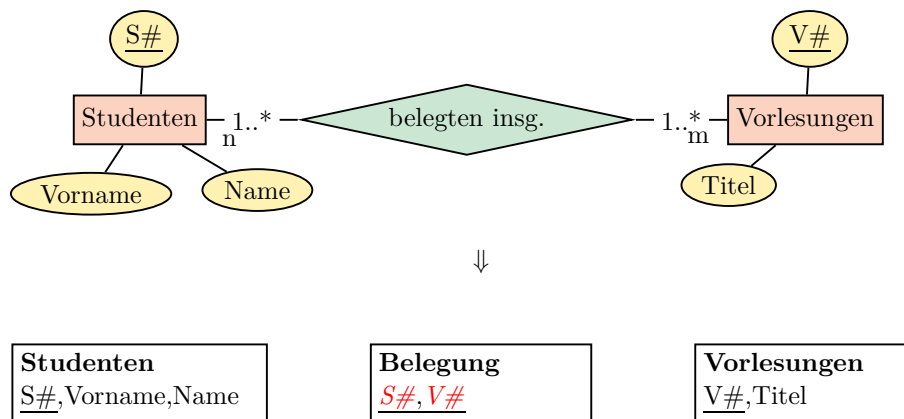 S#
V#
Studenten
1..*
n
belegten insg.
1..*
m
Vorlesungen
Vorname
Name
Titel
⇓
Studenten
S#,Vorname,Name
Belegung
S#,V#
Vorlesungen
V#,Titel